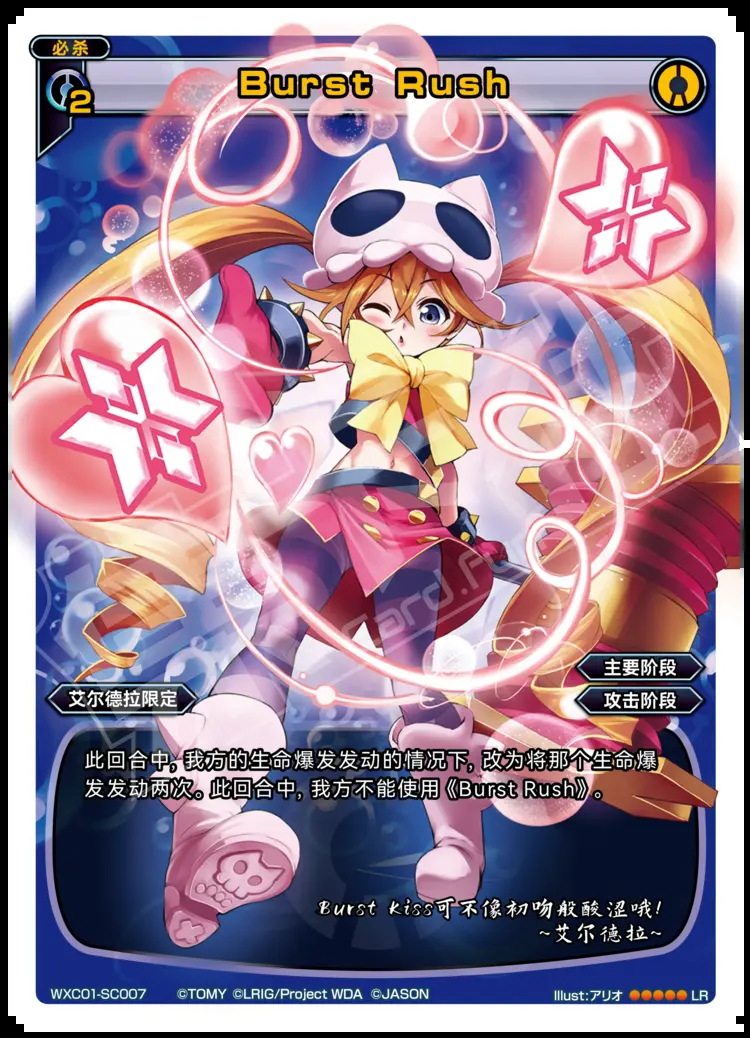 必杀
2
Burst Rush
主要阶段
艾尔德拉限定
攻击阶段
此回合中, 我方的生命爆发发动的情况下, 改为将那个生命爆
发发动两次。此回合中, 我方不能使用《Burst Rush》。
Burst Kiss可不像初吻般酸涩哦!
~艾尔德拉~
WXC01-SC007 ©TOMY ©LRIG/Project WDA ©JASON Illust:アリオ LR